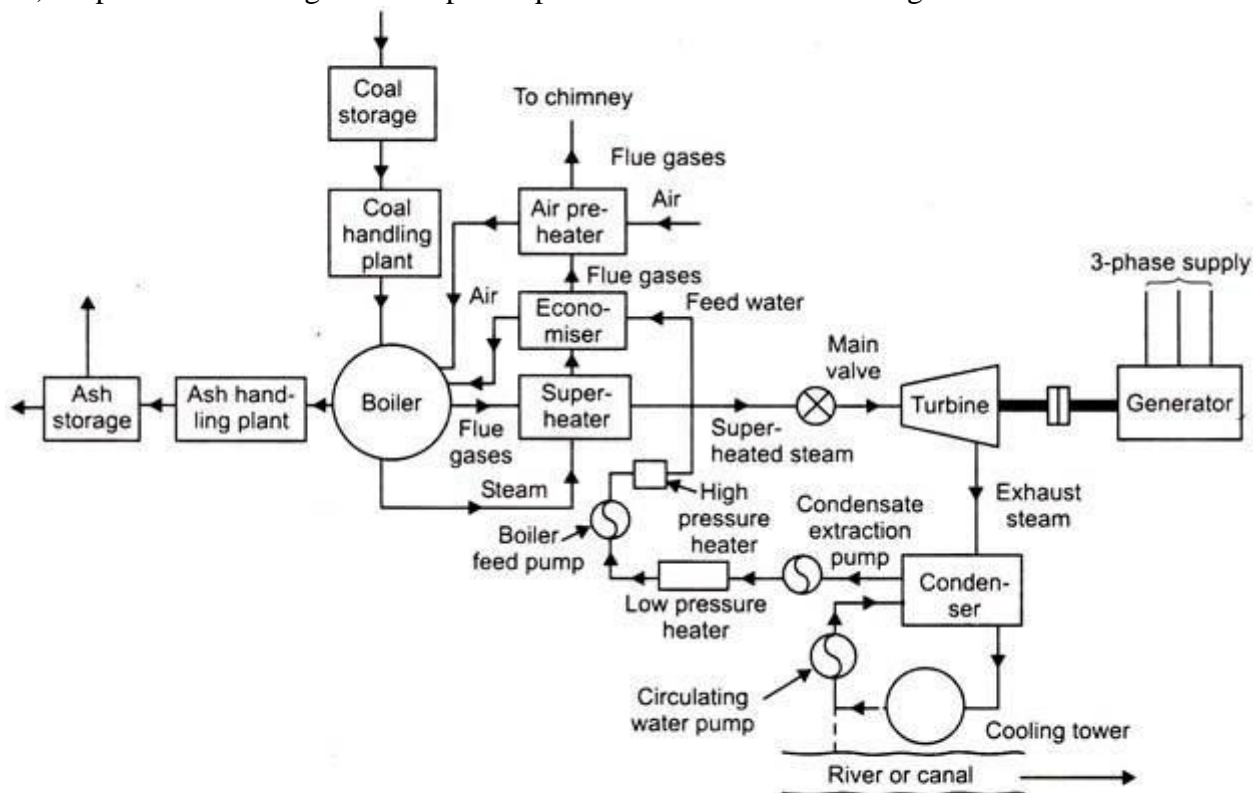 Coal
storage
To chimney
Flue gases
Coal
handling
plant
Air pre-
heater
Air
Flue gases
3-phase supply
Air
Econo-
miser
Feed water
Main
valve
Ash
storage
Ash hand-
ling plant
Boiler
Super-
heater
Turbine
Generator
Flue
gases
Super-
heated steam
Steam
High
pressure
heater
Condensate
extraction
pump
Exhaust
steam
Boiler
feed pump
Low pressure
heater
Conden-
ser
Circulating
water pump
Cooling tower
River or canal